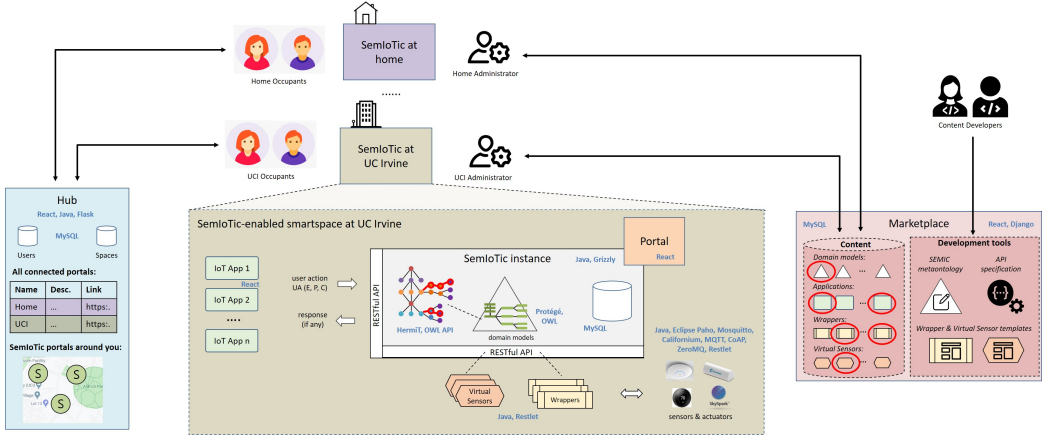 SemIoTic at
home
Home Occupants
Home Administrator
......
SemIoTic at
UC Irvine
UCI Occupants
UCI Administrator
Content Developers
Hub
React, Java, Flask
MySQL
Users
Spaces
All connected portals:
Name Desc. Link
Home ... https:.
UCI ... https:.
SemIoTic portals around you:
S
S
S
SemIoTic-enabled smartspace at UC Irvine
Portal
React
IoT App 1
React
IoT App 2
....
IoT App n
user action
UA (E, P, C)
response
(if any)
RESTful API
SemIoTic instance
Java, Grizzly
HermiT, OWL API
Protégé,
OWL
domain models
MySQL
RESTful API
Virtual
Sensors
Wrappers
Java, Restlet
Java, Eclipse Paho, Mosquitto,
Californium, MQTT, CoAP,
ZeroMQ, Restlet
SkySpark
sensors & actuators
MySQL
Marketplace
React, Django
Content
Domain models:
...
Applications:
...
Wrappers:
...
Virtual Sensors:
...
Development tools
SEMIC
metaontology
API
specification
Wrapper & Virtual Sensor templates